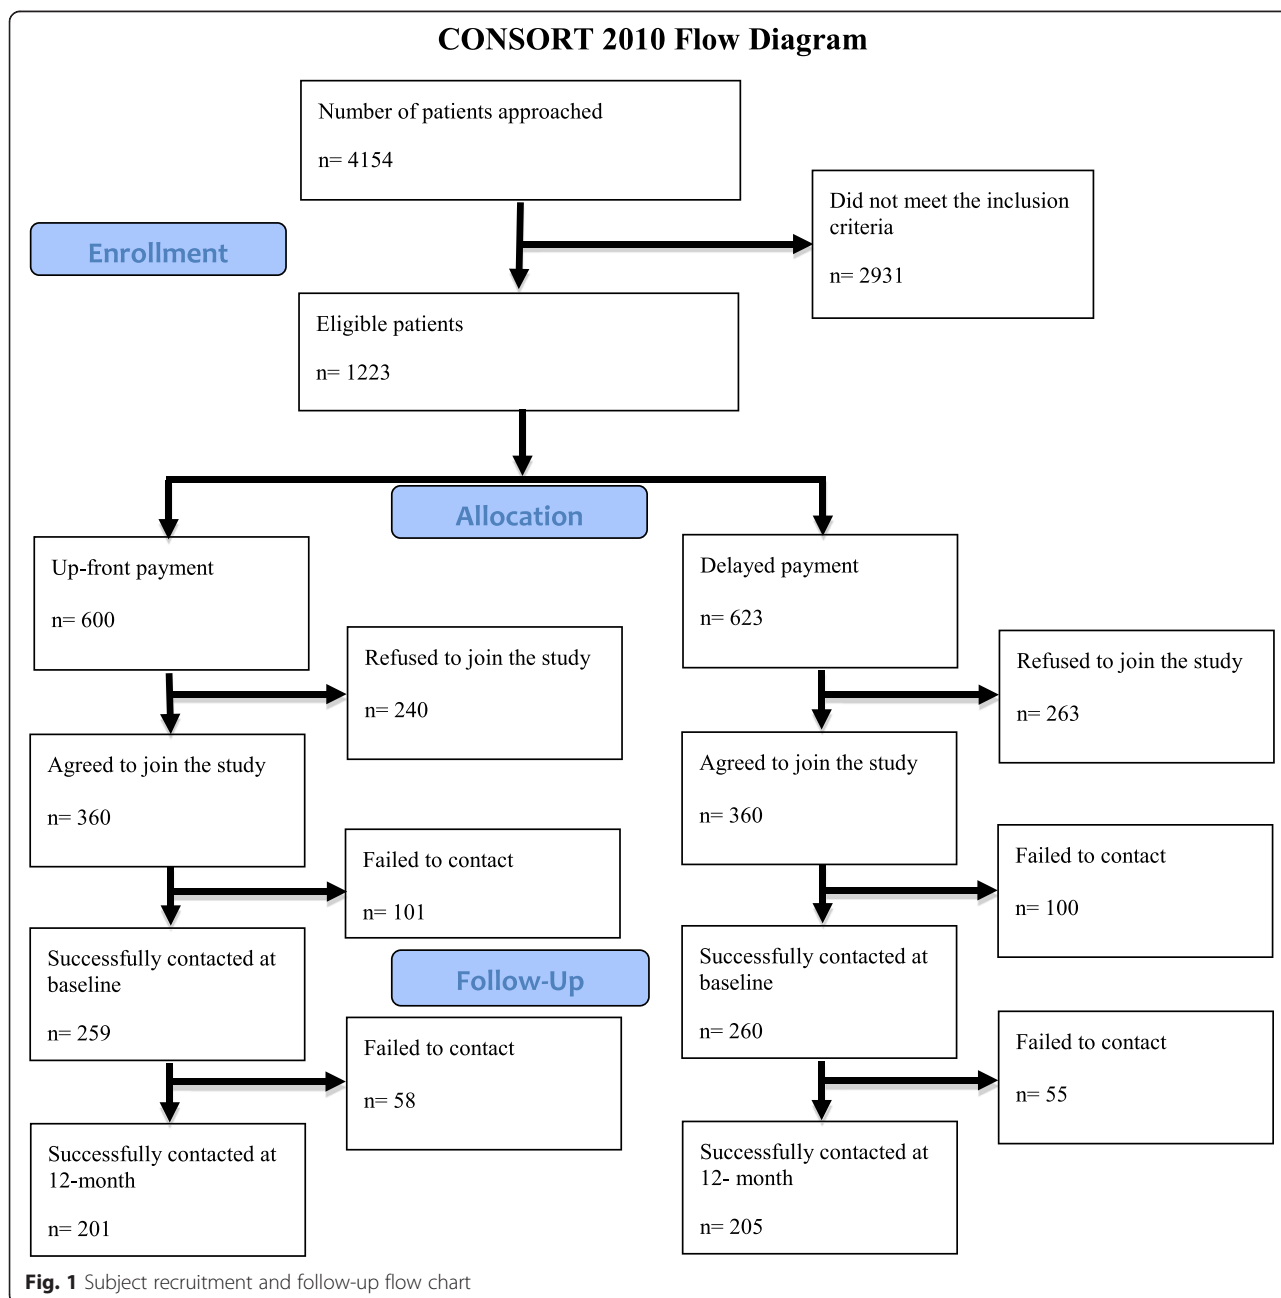 CONSORT 2010 Flow Diagram
Number of patients approached
n= 4154
Did not meet the inclusion
criteria
n= 2931
Enrollment
Eligible patients
n= 1223
Allocation
Up-front payment
n= 600
Delayed payment
n= 623
Refused to join the study
n= 240
Refused to join the study
n= 263
Agreed to join the study
n= 360
Agreed to join the study
n= 360
Failed to contact
n= 101
Failed to contact
n= 100
Successfully contacted at
baseline
n= 259
Follow-Up
Successfully contacted at
baseline
n= 260
Failed to contact
n= 58
Failed to contact
n= 55
Successfully contacted at
12-month
n= 201
Successfully contacted at
12- month
n= 205
Fig. 1 Subject recruitment and follow-up flow chart